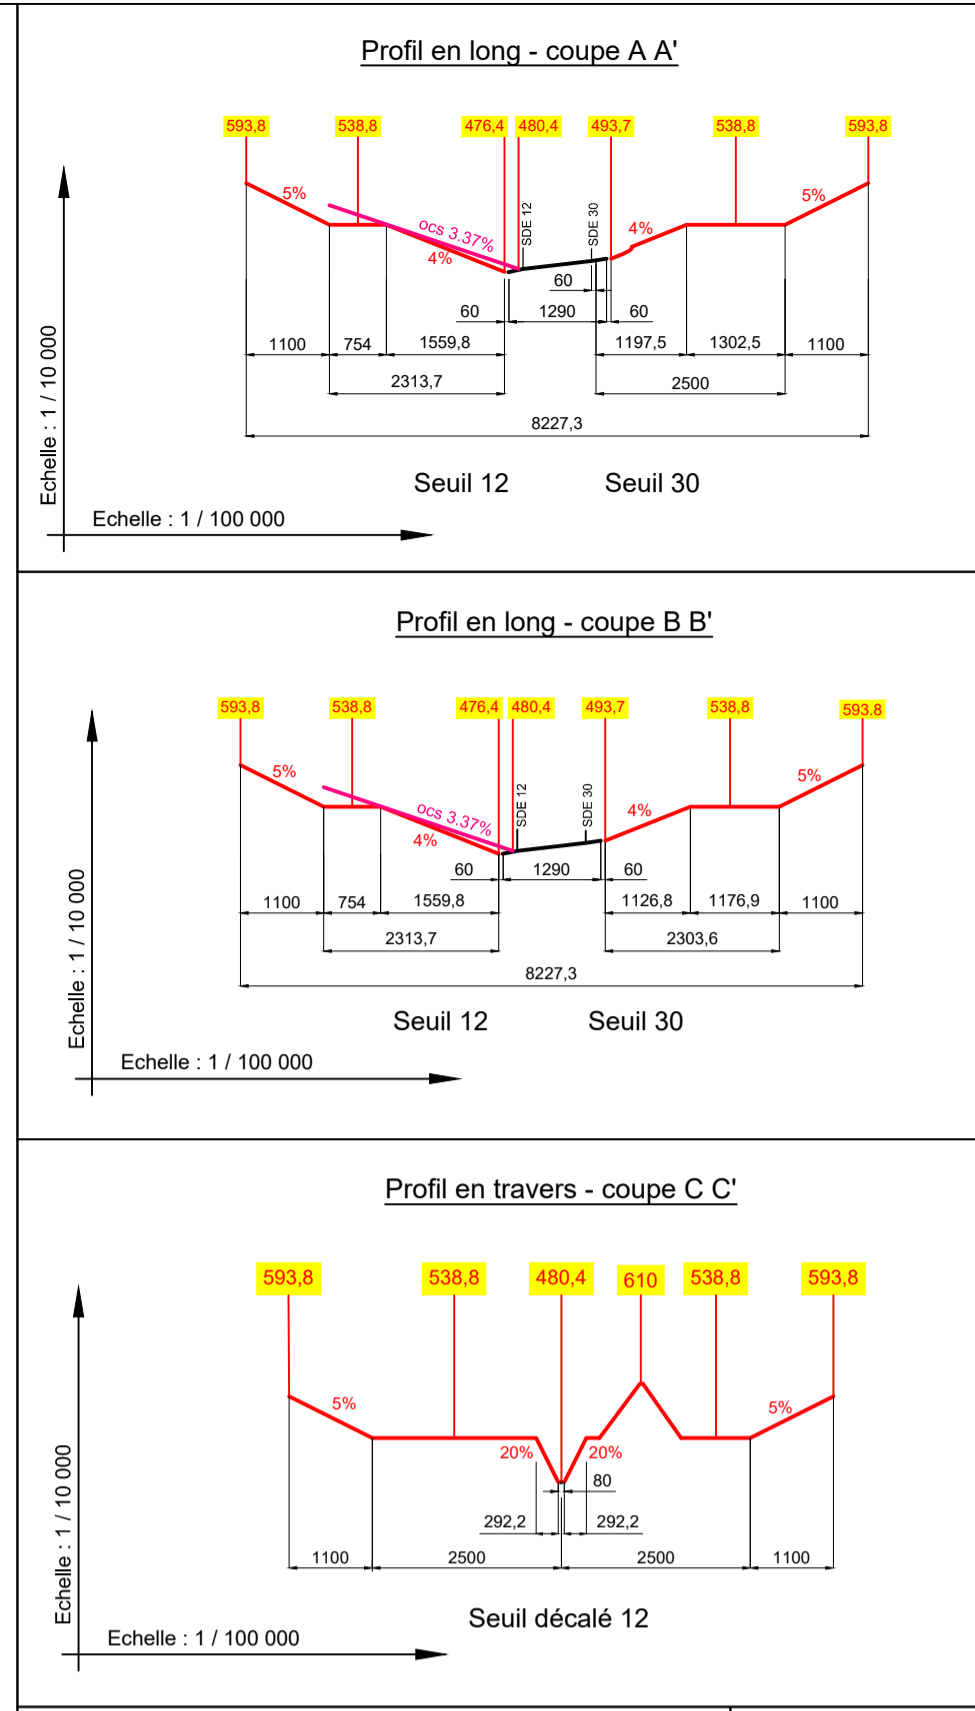 Profil en long - coupe A A'
593,8 538,8 476,4 480,4 493,7 538,8 593,8
5% ocs 3.37% 4% SDE 12 SDE 30 4% 5%
60
60 1290 60
1100 754 1559,8 1197,5 1302,5 1100
2313,7 2500
8227,3
Seuil 12 Seuil 30
Echelle : 1 / 10 000
Echelle : 1 / 100 000
Profil en long - coupe B B'
593,8 538,8 476,4 480,4 493,7 538,8 593.8
5% ocs 3.37% 4% SDE 12 SDE 30 4% 5%
60 1290 60
1100 754 1559,8 1126,8 1176,9 1100
2313,7 2303,6
8227,3
Seuil 12 Seuil 30
Echelle : 1 / 10 000
Echelle : 1 / 100 000
Profil en travers - coupe C C'
593,8 538,8 480,4 610 538,8 593,8
5% 5%
20% 20%
80
292,2 292,2
1100 2500 2500 1100
Seuil décalé 12
Echelle : 1 / 10 000
Echelle : 1 / 100 000